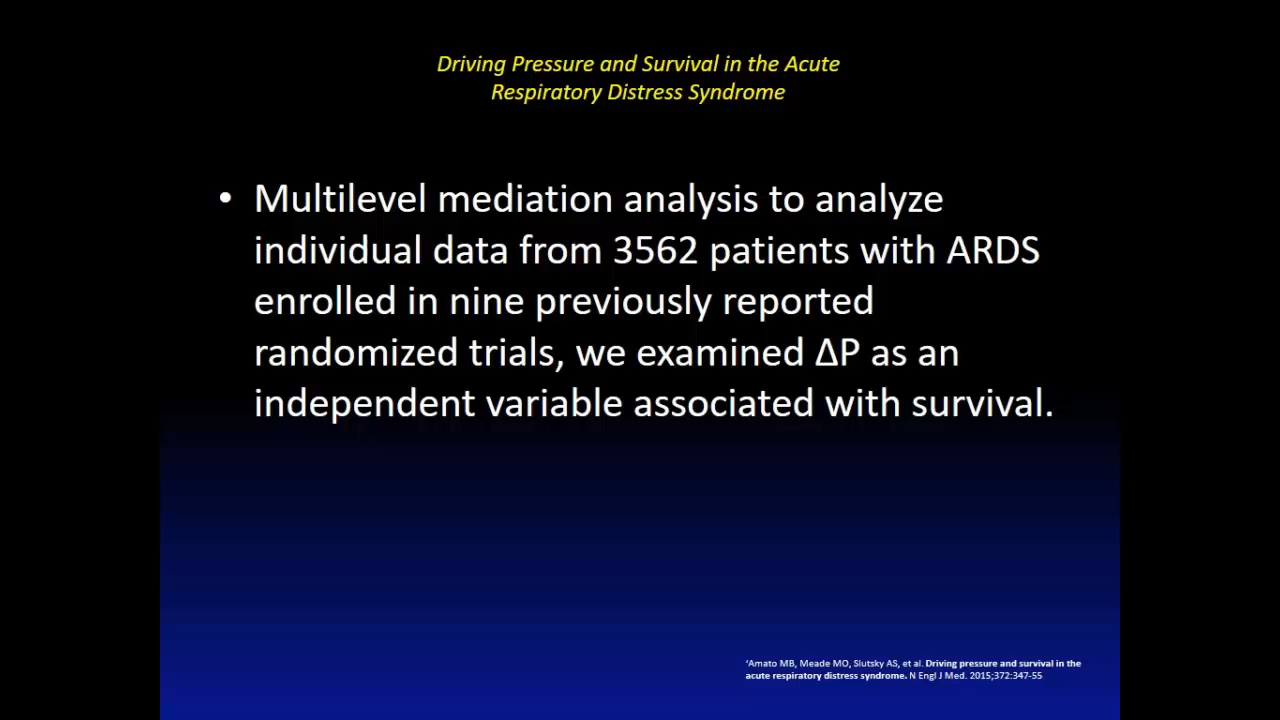 Driving Pressure and Survival in the Acute
Respiratory Distress Syndrome
• Multilevel mediation analysis to analyze
individual data from 3562 patients with ARDS
enrolled in nine previously reported
randomized trials, we examined ΔP as an
independent variable associated with survival.
'Amato MB, Meade MO, Slutsky AS, et al. Driving pressure and survival in the
acute respiratory distress syndrome. N Engl J Med. 2015;372:347-55